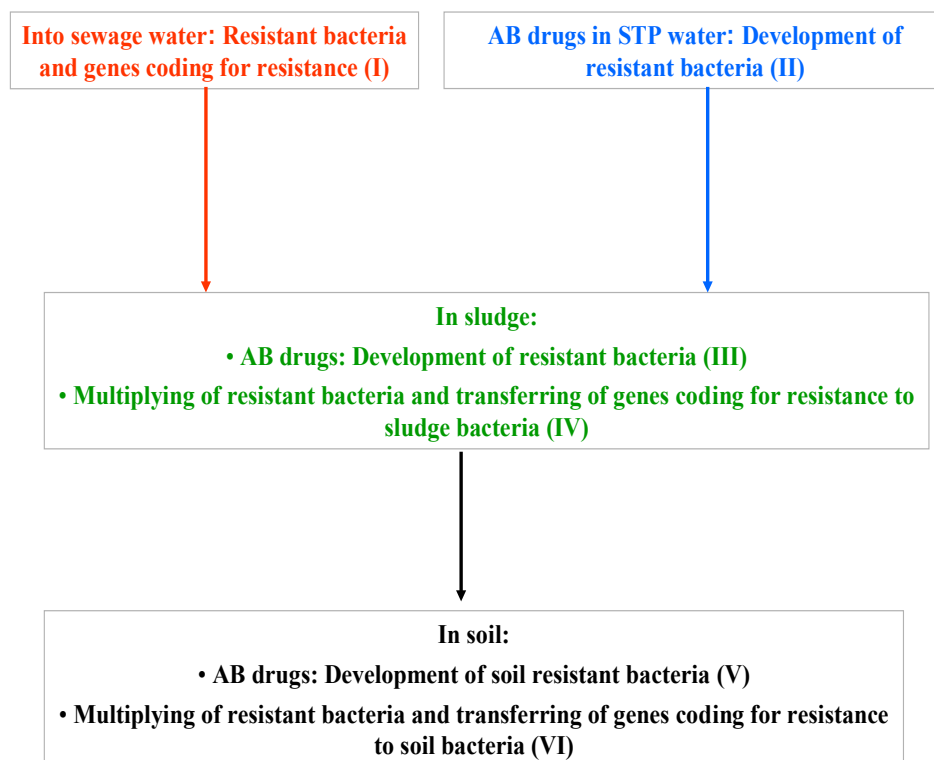 Into sewage water: Resistant bacteria
and genes coding for resistance (I)
AB drugs in STP water: Development of
resistant bacteria (II)
In sludge:
• AB drugs: Development of resistant bacteria (III)
• Multiplying of resistant bacteria and transferring of genes coding for resistance to
sludge bacteria (IV)
In soil:
• AB drugs: Development of soil resistant bacteria (V)
• Multiplying of resistant bacteria and transferring of genes coding for resistance
to soil bacteria (VI)